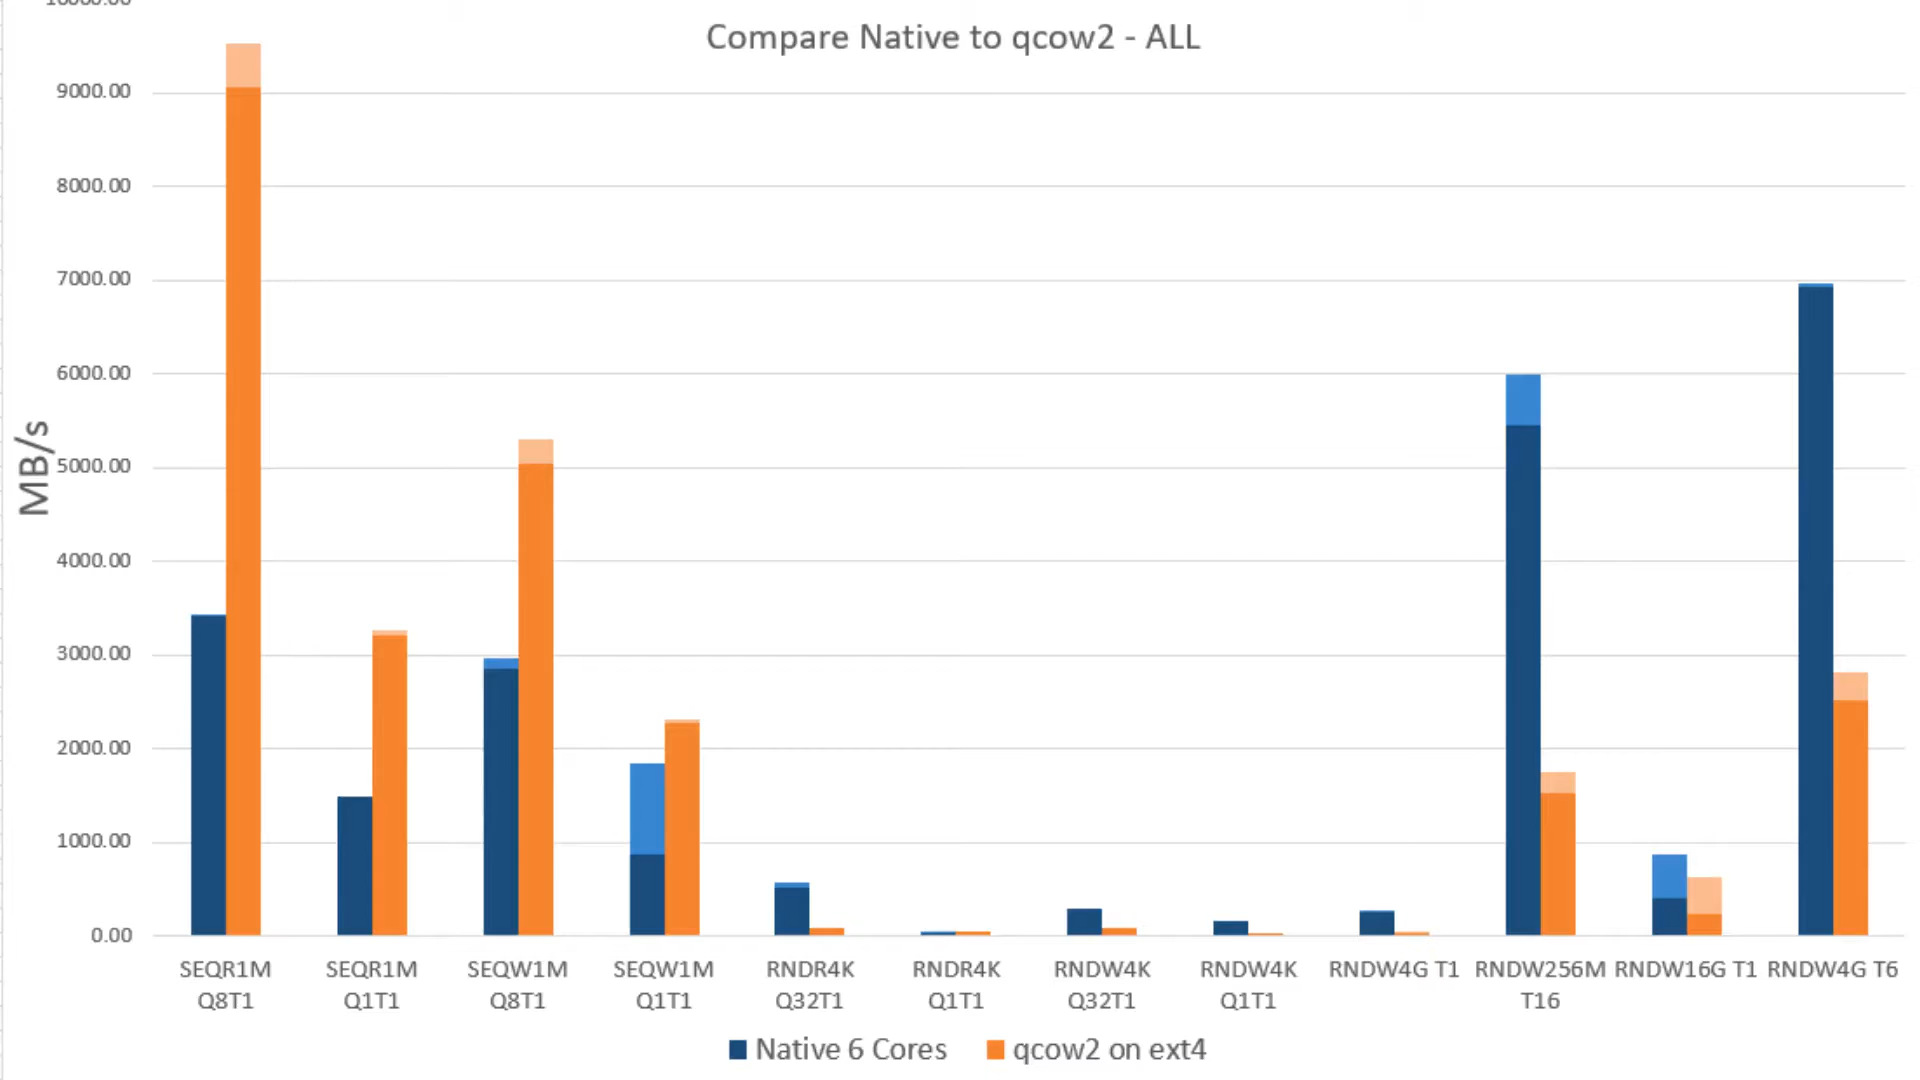 10000.00
Compare Native to qcow2 - ALL
9000.00
8000.00
7000.00
6000.00
5000.00
4000.00
3000.00
2000.00
1000.00
0.00
MB/s
SEQR1M
Q8T1
SEQR1M
Q1T1
SEQW1M
Q8T1
SEQW1M
Q1T1
RNDR4K
Q32T1
RNDR4K
Q1T1
RNDW4K
Q32T1
RNDW4K
Q1T1
RNDW4G T1
RNDW256M
T16
RNDW16G T1
RNDW4G T6
Native 6 Cores
qcow2 on ext4